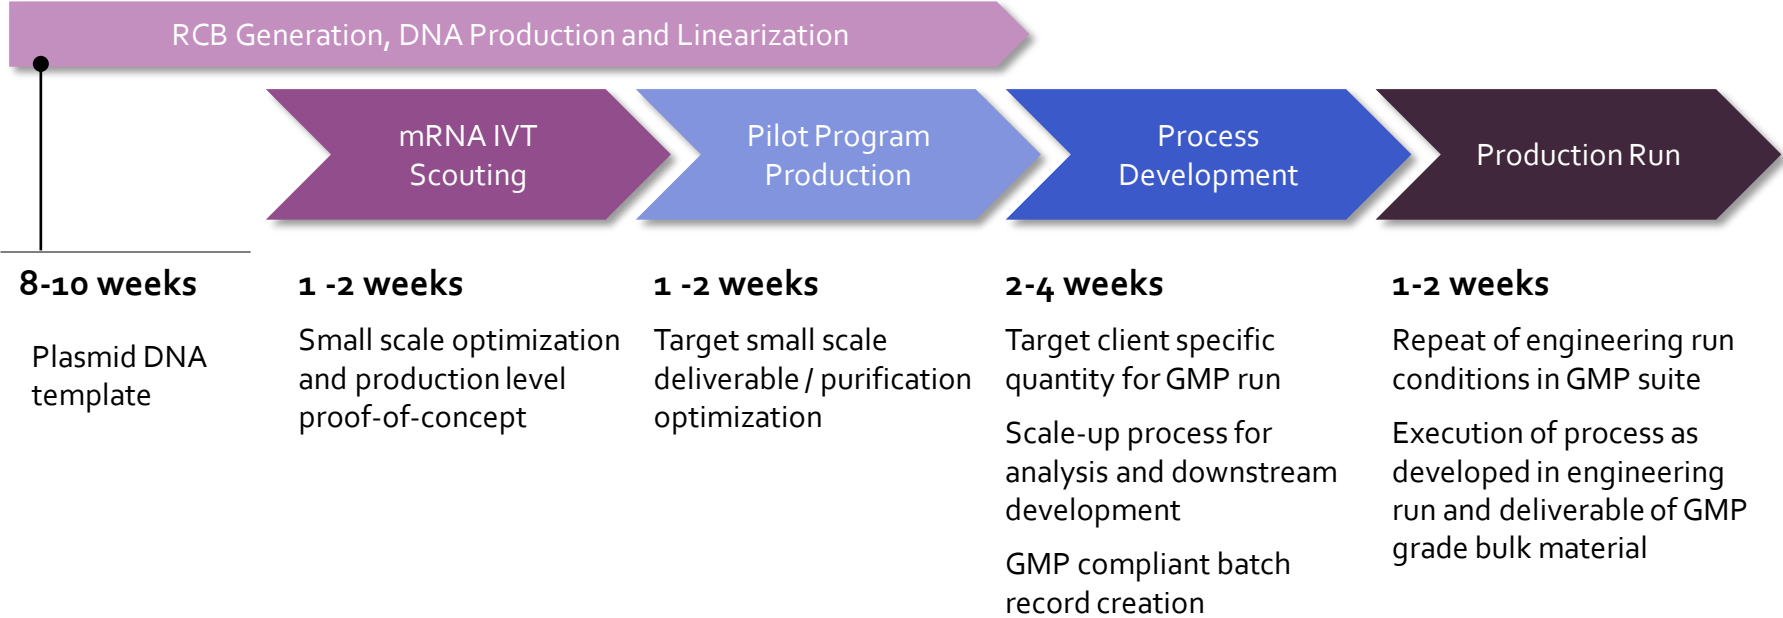 RCB Generation, DNA Production and Linearization
mRNA IVT
Scouting
Pilot Program
Production
Process
Development
Production Run
8-10 weeks
Plasmid DNA
template
1 -2 weeks
Small scale optimization
and production level
proof-of-concept
1 -2 weeks
Target small scale
deliverable / purification
optimization
2-4 weeks
Target client specific
quantity for GMP run
Scale-up process for
analysis and downstream
development
GMP compliant batch
record creation
1-2 weeks
Repeat of engineering run
conditions in GMP suite
Execution of process as
developed in engineering
run and deliverable of GMP
grade bulk material